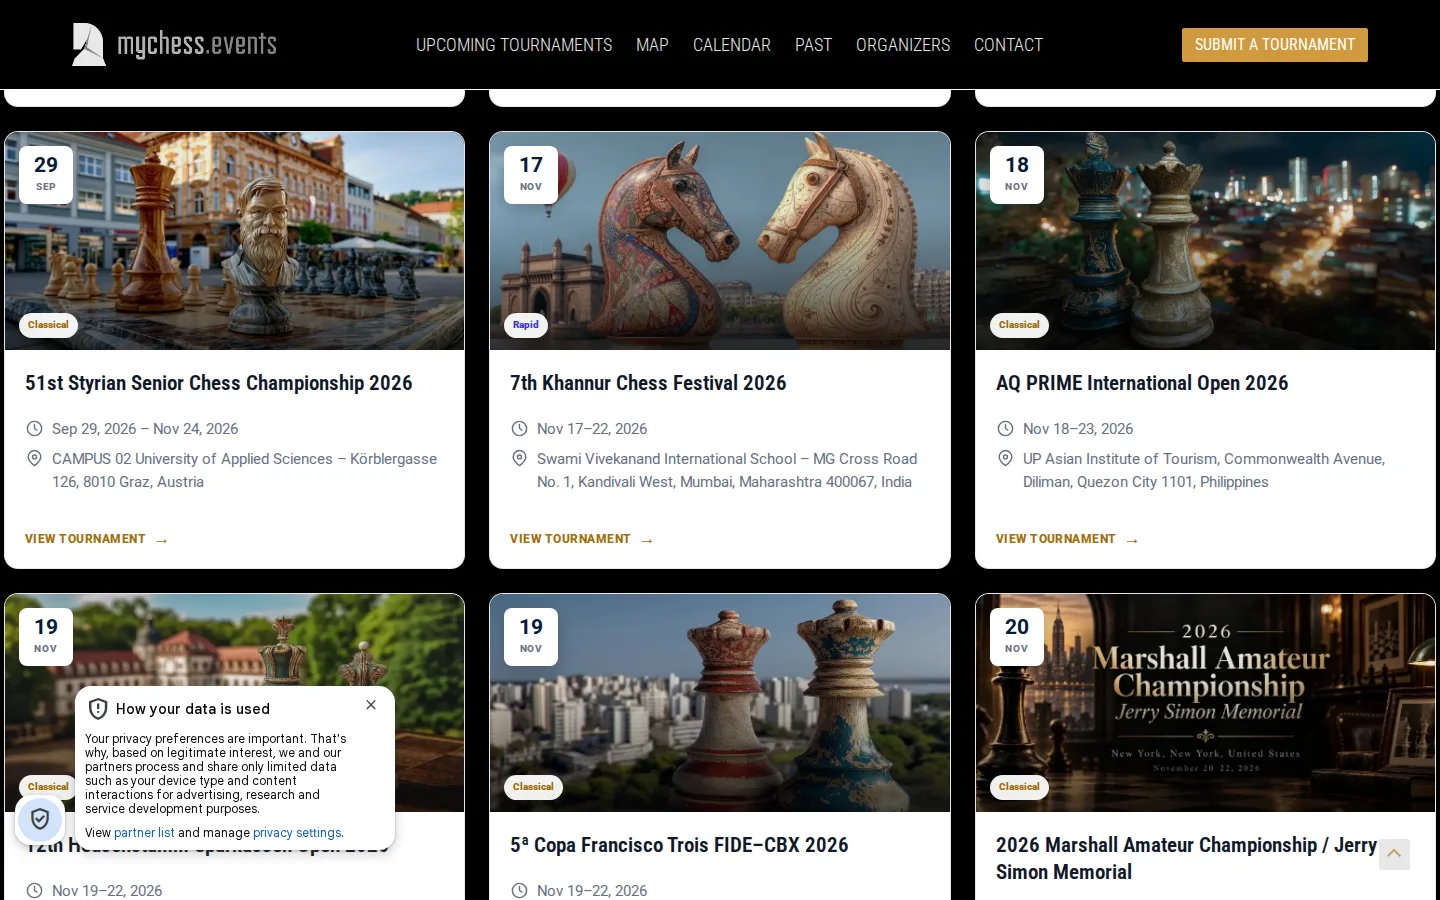 mychess.events
UPCOMING TOURNAMENTS
MAP
CALENDAR
PAST
ORGANIZERS
CONTACT
SUBMIT A TOURNAMENT
29
SEP
Classical
51st Styrian Senior Chess Championship 2026
Sep 29, 2026 – Nov 24, 2026
CAMPUS 02 University of Applied Sciences – Körblergasse
126, 8010 Graz, Austria
VIEW TOURNAMENT →
17
NOV
Rapid
7th Khannur Chess Festival 2026
Nov 17–22, 2026
Swami Vivekanand International School – MG Cross Road
No. 1, Kandivali West, Mumbai, Maharashtra 400067, India
VIEW TOURNAMENT →
18
NOV
Classical
AQ PRIME International Open 2026
Nov 18–23, 2026
UP Asian Institute of Tourism, Commonwealth Avenue,
Diliman, Quezon City 1101, Philippines
VIEW TOURNAMENT →
19
NOV
Classical
How your data is used
Your privacy preferences are important. That's
why, based on legitimate interest, we and our
partners process and share only limited data
such as your device type and content
interactions for advertising, research and
service development purposes.
View partner list and manage privacy settings.
12th
Sparkassen Open 2026
Nov 19–22, 2026
19
NOV
Classical
5ª Copa Francisco Trois FIDE–CBX 2026
Nov 19–22, 2026
20
NOV
2026
Marshall Amateur
Championship
Jerry Simon Memorial
New York, New York, United States
November 20–22, 2026
Classical
2026 Marshall Amateur Championship / Jerry
Simon Memorial